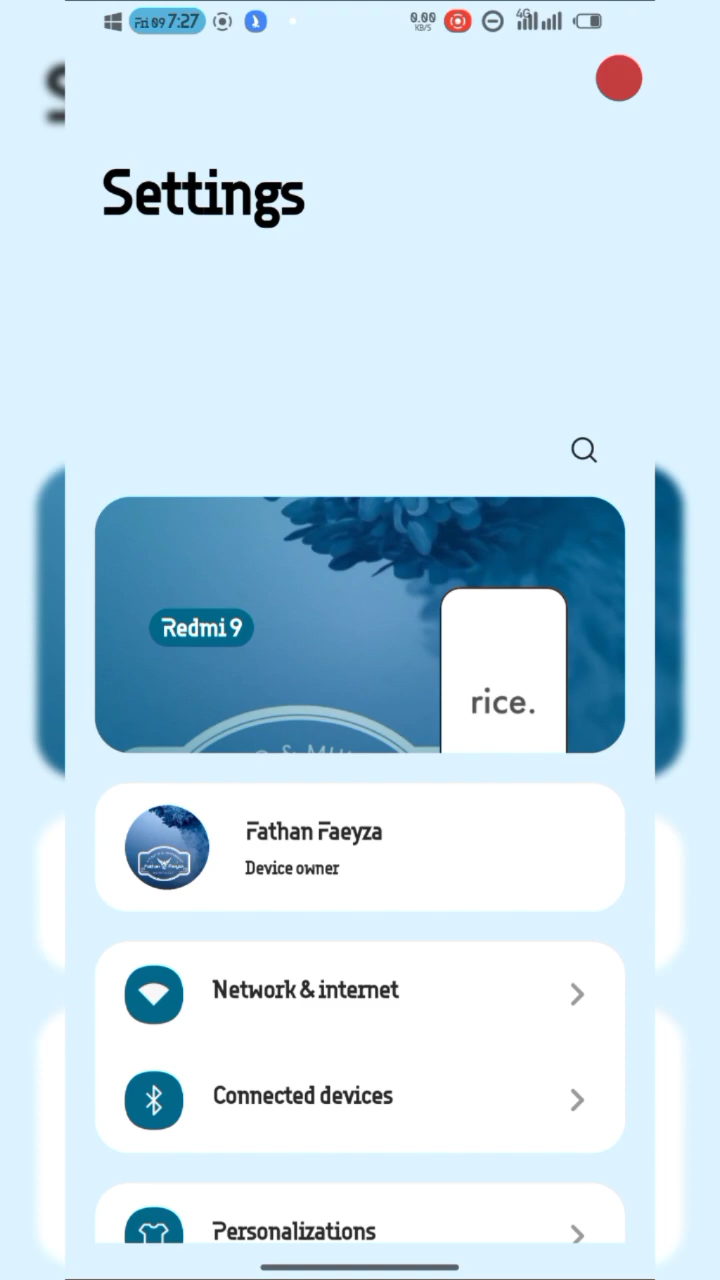 Fri 09 7:27
0.00
KB/S
4G
Settings
Redmi 9
rice.
Fathan Faeyza
Device owner
Network & internet
Connected devices
Personalizations